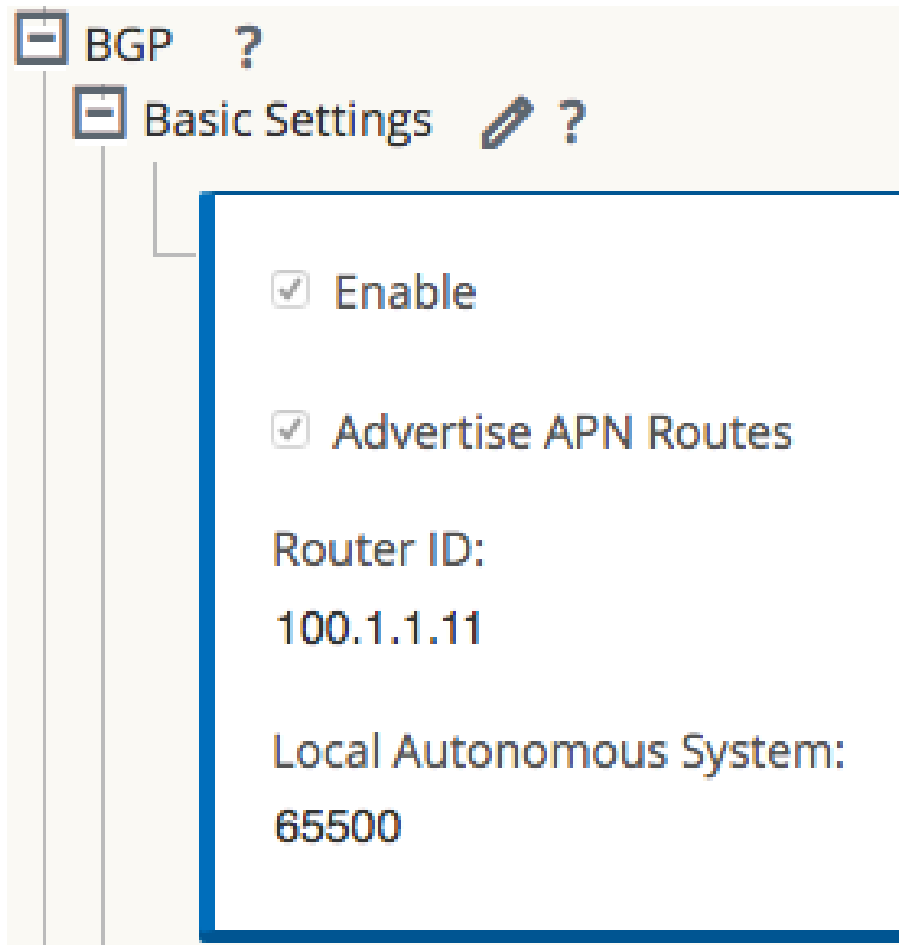 BGP ?
Basic Settings ?
Enable
Advertise APN Routes
Router ID:
100.1.1.11
Local Autonomous System:
65500